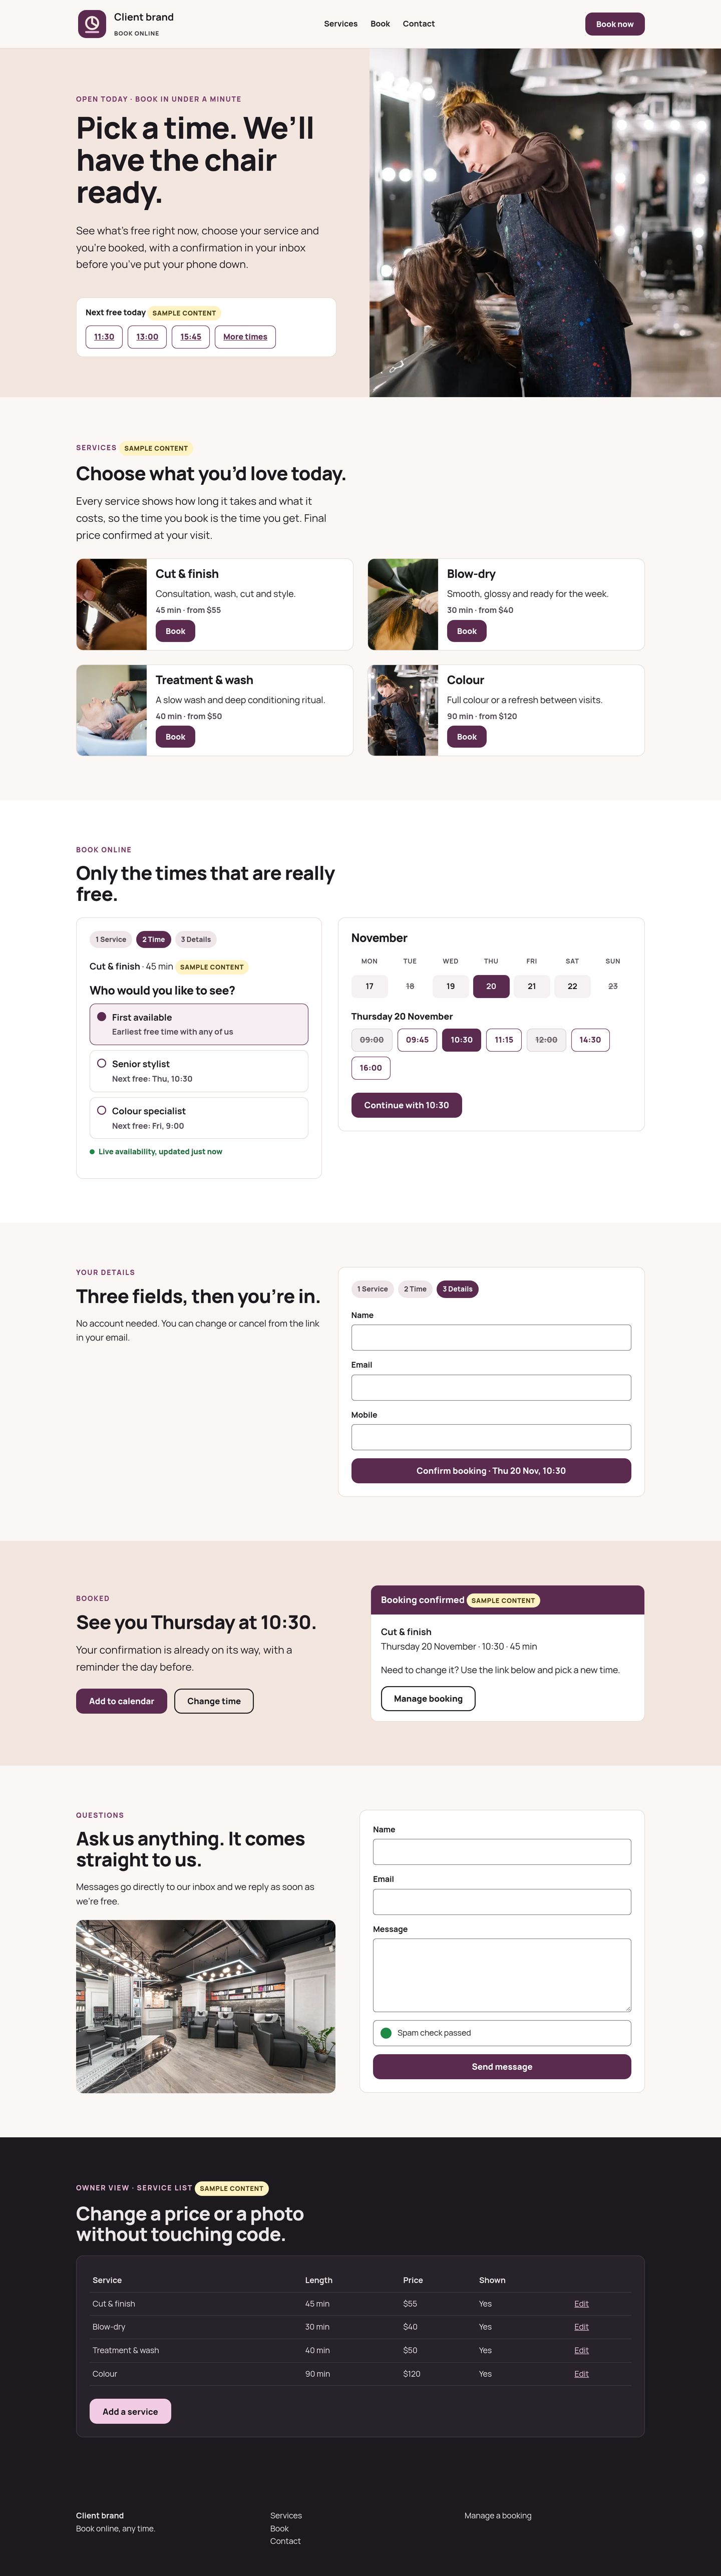 Client brand
BOOK ONLINE
Services Book Contact
Book now
OPEN TODAY · BOOK IN UNDER A MINUTE
Pick a time. We’ll
have the chair
ready.
See what’s free right now, choose your service and
you’re booked, with a confirmation in your inbox
before you’ve put your phone down.
Next free today SAMPLE CONTENT
11:30 13:00 15:45 More times
SERVICES SAMPLE CONTENT
Choose what you’d love today.
Every service shows how long it takes and what it
costs, so the time you book is the time you get. Final
price confirmed at your visit.
Cut & finish
Consultation, wash, cut and style.
45 min · from $55
Book
Blow-dry
Smooth, glossy and ready for the week.
30 min · from $40
Book
Treatment & wash
A slow wash and deep conditioning ritual.
40 min · from $50
Book
Colour
Full colour or a refresh between visits.
90 min · from $120
Book
BOOK ONLINE
Only the times that are really
free.
1 Service 2 Time 3 Details
Cut & finish · 45 min SAMPLE CONTENT
Who would you like to see?
First available
Earliest free time with any of us
Senior stylist
Next free: Thu, 10:30
Colour specialist
Next free: Fri, 9:00
Live availability, updated just now
November
MON TUE WED THU FRI SAT SUN
17 18 19 20 21 22 23
Thursday 20 November
09:00 09:45 10:30 11:15 12:00 14:30
16:00
Continue with 10:30
YOUR DETAILS
Three fields, then you’re in.
No account needed. You can change or cancel from the link
in your email.
1 Service 2 Time 3 Details
Name
Email
Mobile
Confirm booking · Thu 20 Nov, 10:30
BOOKED
See you Thursday at 10:30.
Your confirmation is already on its way, with a
reminder the day before.
Add to calendar Change time
Booking confirmed SAMPLE CONTENT
Cut & finish
Thursday 20 November · 10:30 · 45 min
Need to change it? Use the link below and pick a new time.
Manage booking
QUESTIONS
Ask us anything. It comes
straight to us.
Messages go directly to our inbox and we reply as soon as
we’re free.
Name
Email
Message
Spam check passed
Send message
OWNER VIEW · SERVICE LIST SAMPLE CONTENT
Change a price or a photo
without touching code.
Service Length Price Shown
Cut & finish 45 min $55 Yes Edit
Blow-dry 30 min $40 Yes Edit
Treatment & wash 40 min $50 Yes Edit
Colour 90 min $120 Yes Edit
Add a service
Client brand
Book online, any time.
Services
Book
Contact
Manage a booking